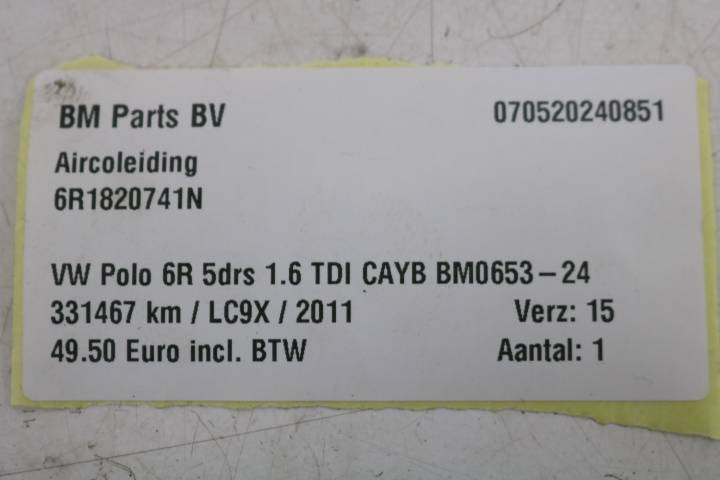 BM Parts BV 070520240851
Aircoleiding
6R1820741N
VW Polo 6R 5drs 1.6 TDI CAYB BM0653-24
331467 km / LC9X / 2011 Verz: 15
49.50 Euro incl. BTW Aantal: 1